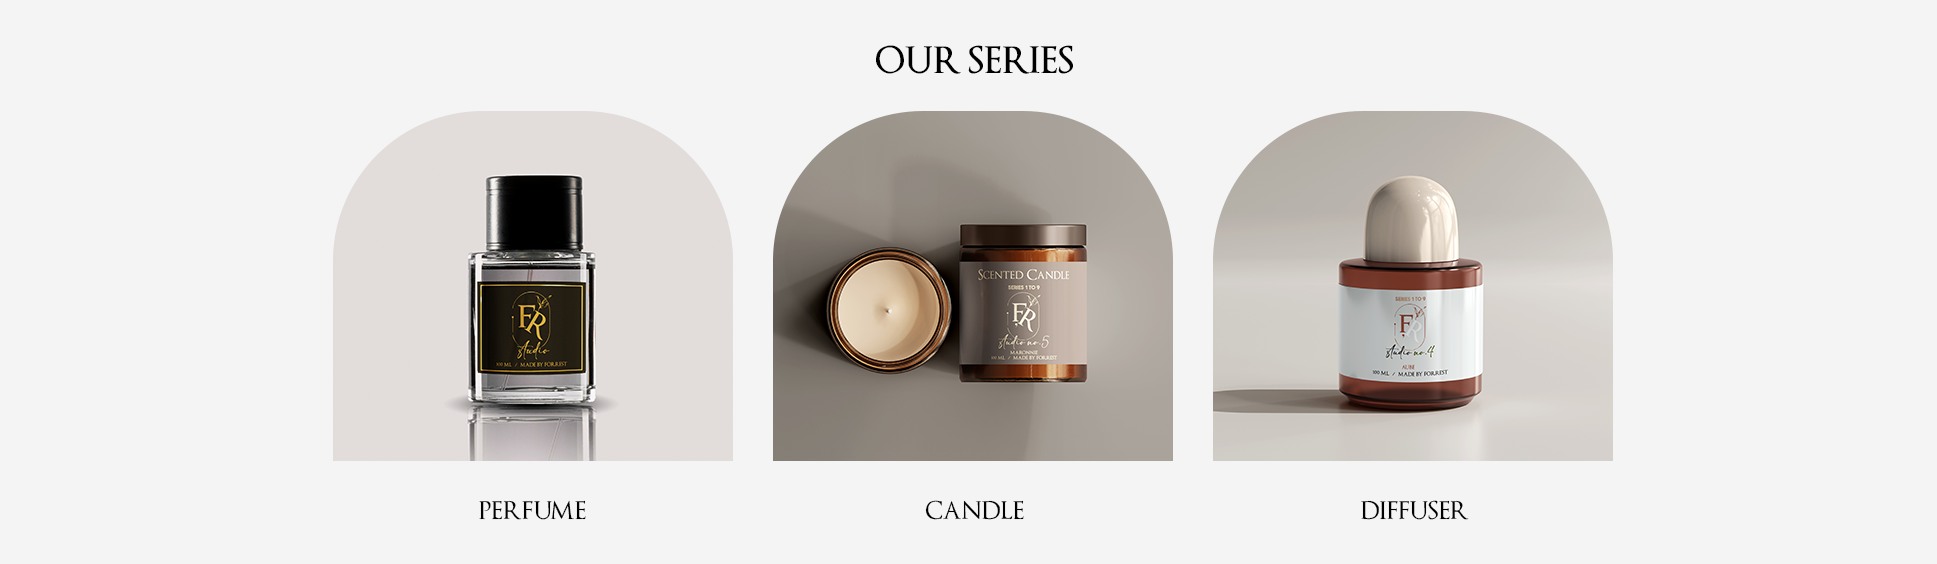 OUR SERIES
FR
studio
100 ML / MADE BY FORREST
SCENTED CANDLE
SERIES 1 TO 9
FR
studio no.5
MARONNIE
ML / MADE BY FORREST
SERIES 1 TO 9
FR
studio no.4
100 ML / MADE BY FORREST
PERFUME
CANDLE
DIFFUSER